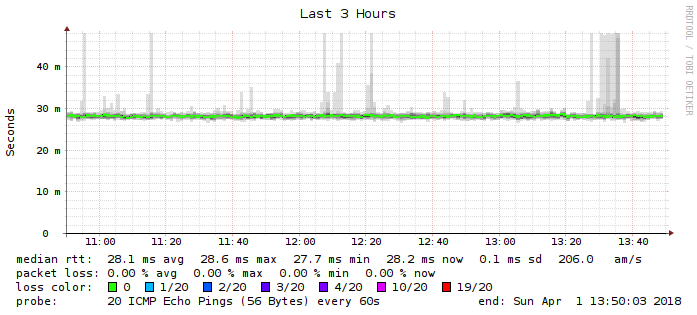 Last 3 Hours
RRDTOOL / TOBI OETIKER
Seconds
40 m
30 m
20 m
10 m
0
11:00 11:20 11:40 12:00 12:20 12:40 13:00 13:20 13:40
median rtt: 28.1 ms avg 28.6 ms max 27.7 ms min 28.2 ms now 0.1 ms sd 206.0 am/s
packet loss: 0.00 % avg 0.00 % max 0.00 % min 0.00 % now
loss color: 0 1/20 2/20 3/20 4/20 10/20 19/20
probe: 20 ICMP Echo Pings (56 Bytes) every 60s end: Sun Apr 1 13:50:03 2018